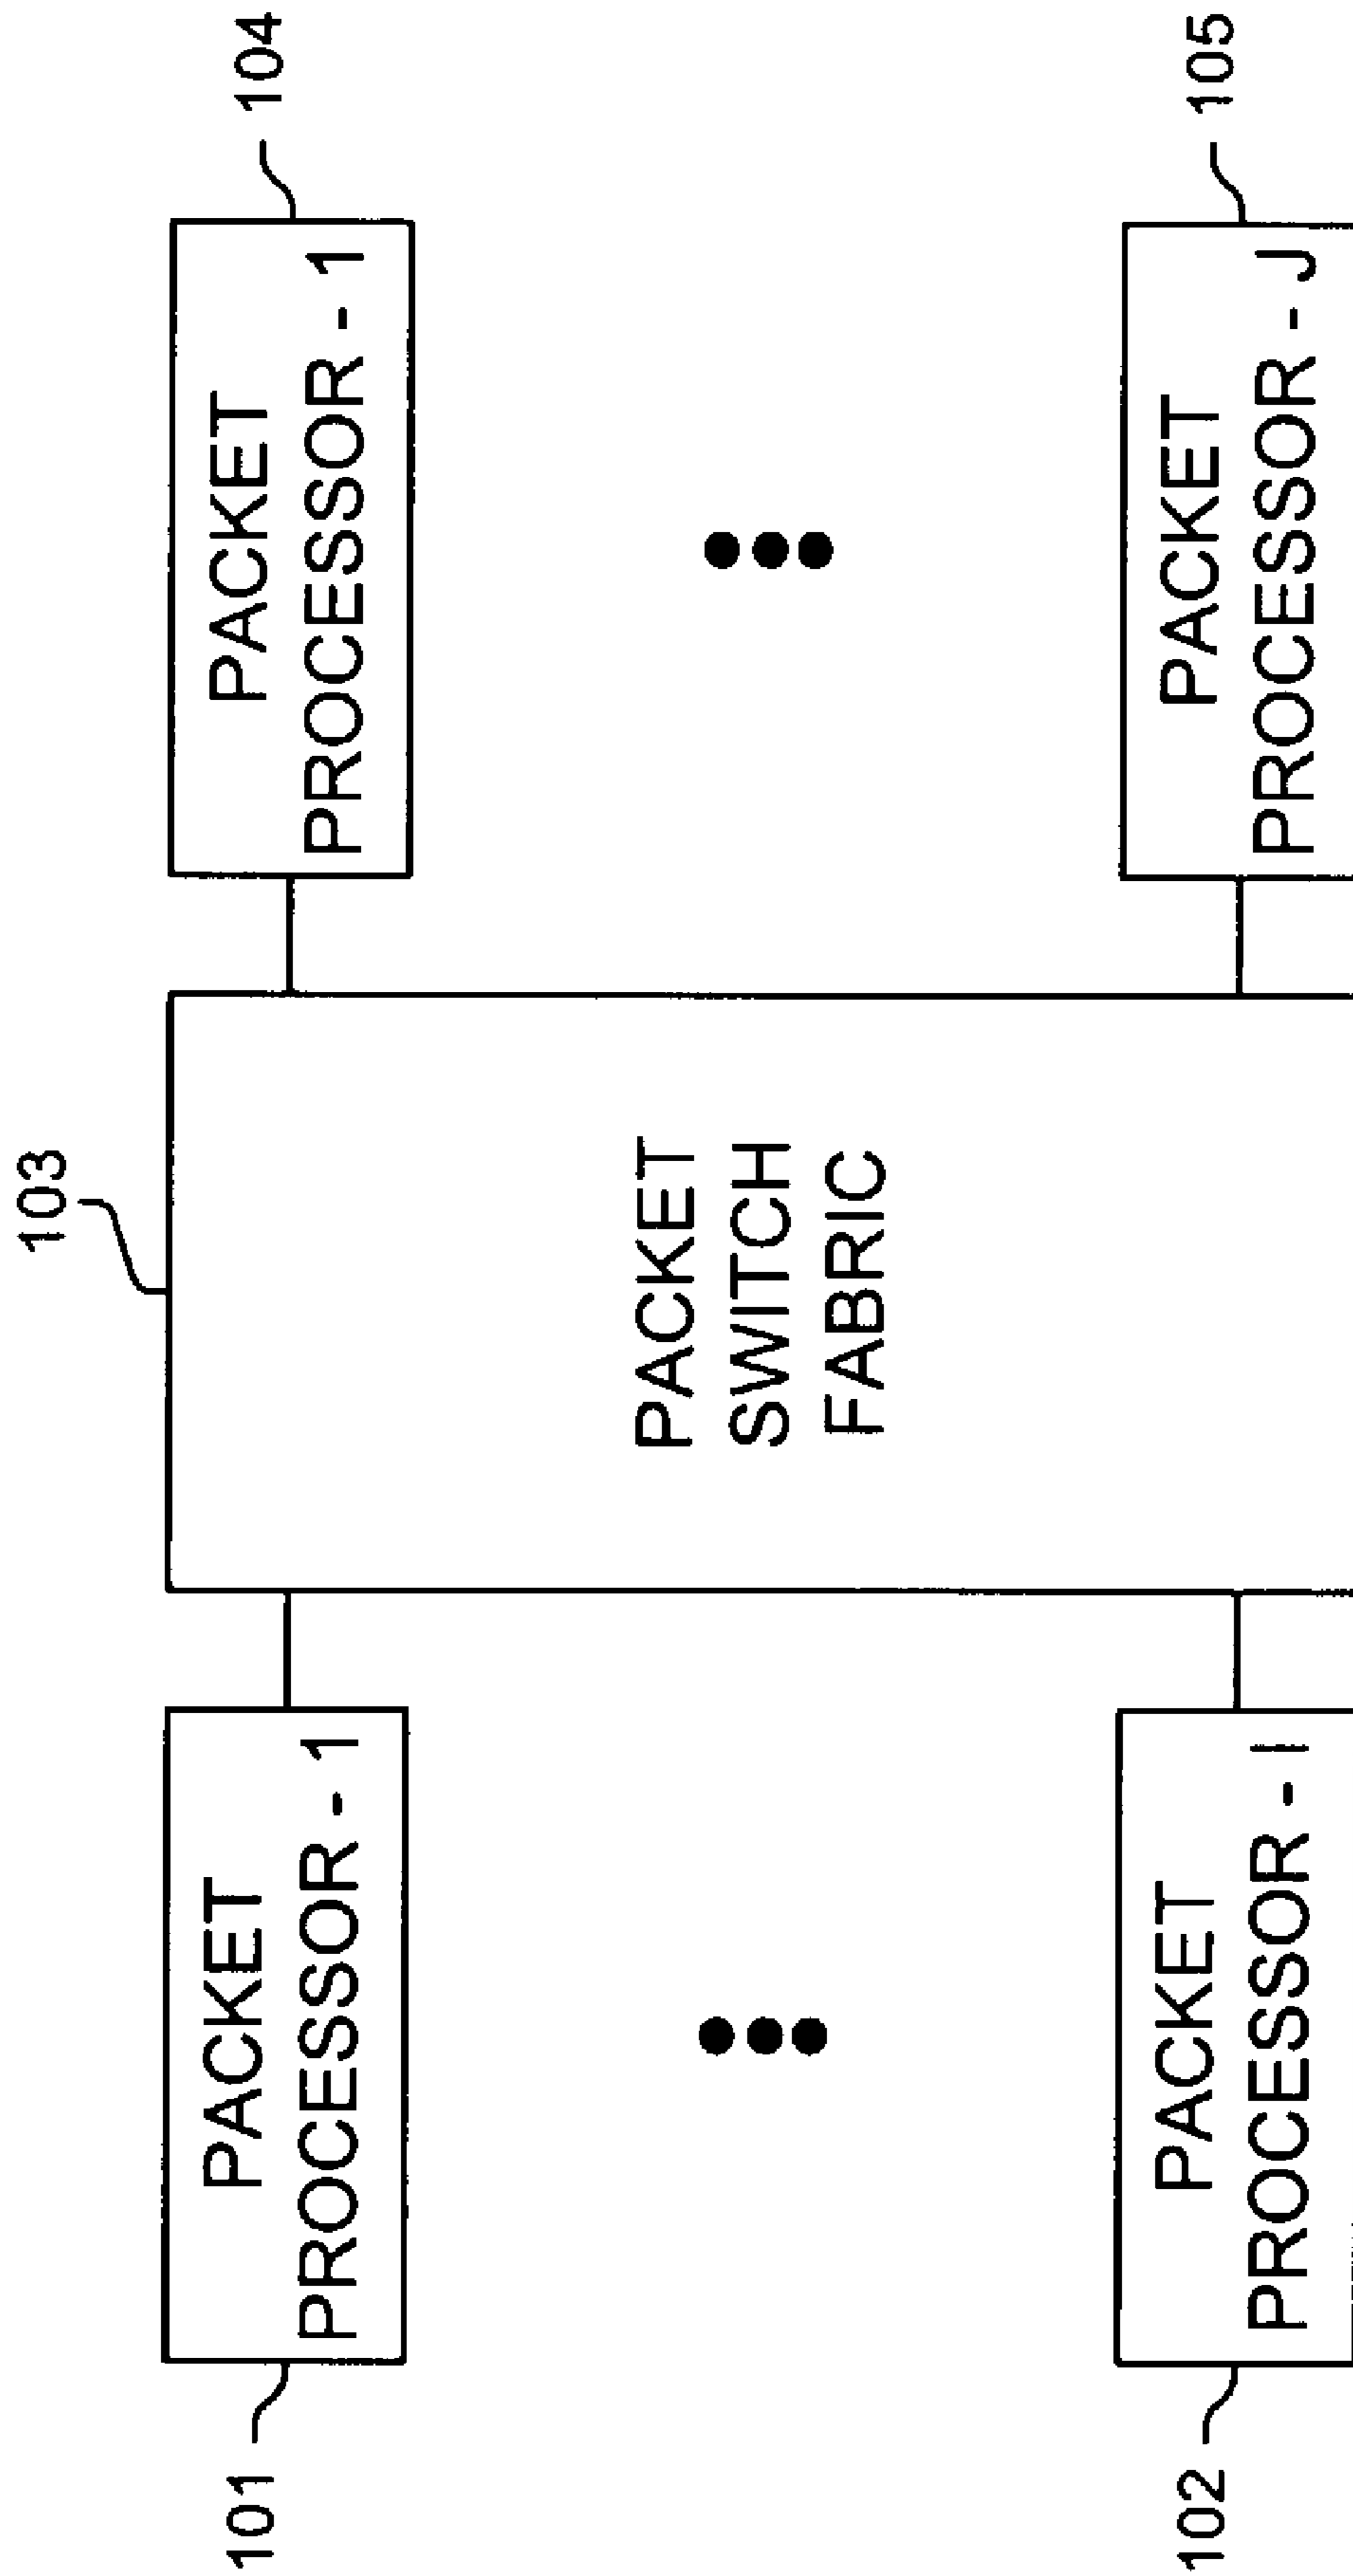 103
PACKET
PROCESSOR - 1
101
PACKET
SWITCH
FABRIC
PACKET
PROCESSOR - 1
104
PACKET
PROCESSOR - I
102
PACKET
PROCESSOR - J
105